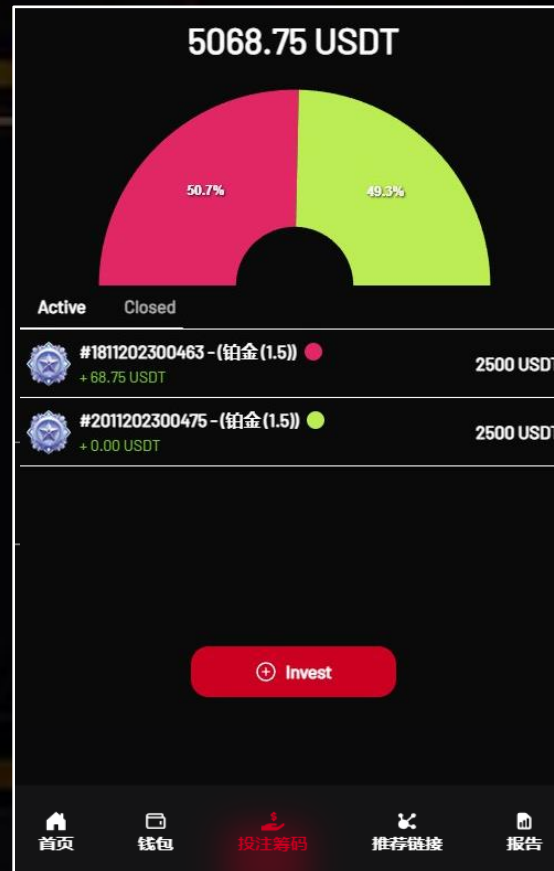 5068.75 USDT
50.7%
49.3%
Active Closed
#1811202300463 - (铂金 (1.5))
2500 USDT
+ 68.75 USDT
#2011202300475 - (铂金 (1.5))
2500 USDT
+ 0.00 USDT
Invest
首页 钱包 投注筹码 推荐链接 报告